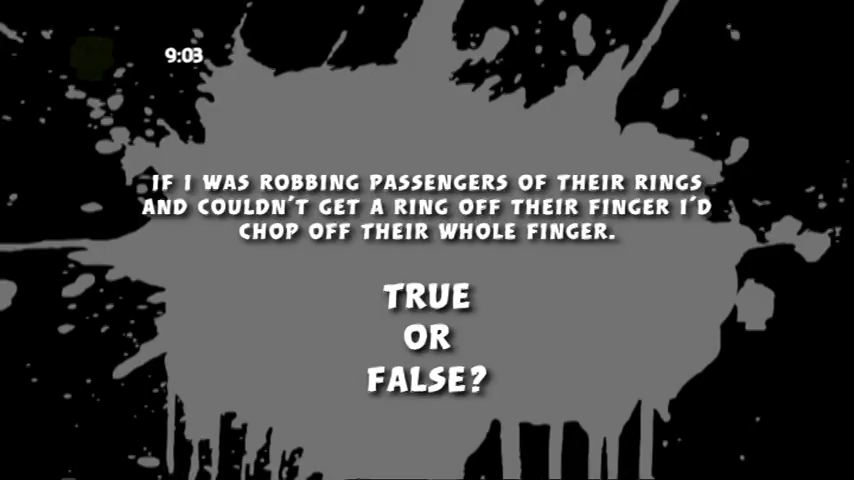 9:03
IF I WAS ROBBING PASSENGERS OF THEIR RINGS
AND COULDN'T GET A RING OFF THEIR FINGER I'D
CHOP OFF THEIR WHOLE FINGER.
TRUE
OR
FALSE?